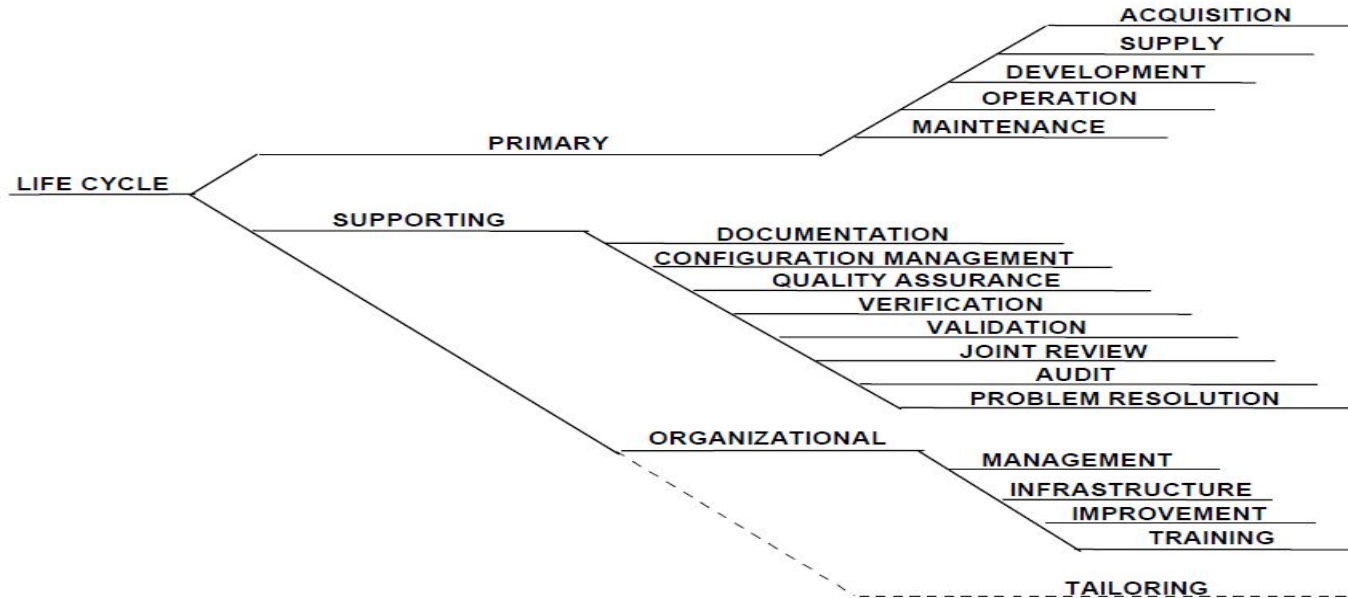 ACQUISITION
SUPPLY
DEVELOPMENT
OPERATION
MAINTENANCE
PRIMARY
LIFE CYCLE
SUPPORTING
DOCUMENTATION
CONFIGURATION MANAGEMENT
QUALITY ASSURANCE
VERIFICATION
VALIDATION
JOINT REVIEW
AUDIT
PROBLEM RESOLUTION
ORGANIZATIONAL
MANAGEMENT
INFRASTRUCTURE
IMPROVEMENT
TRAINING
TAILORING